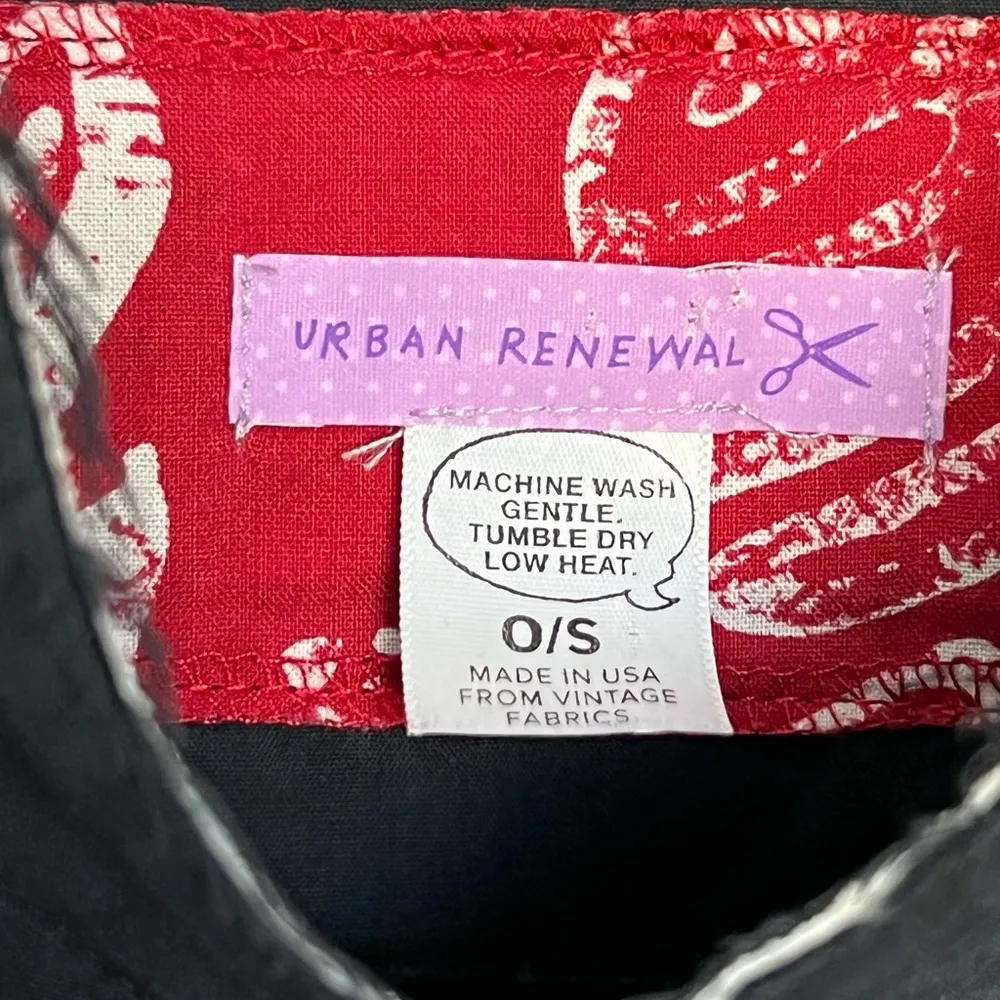 URBAN RENEWAL
MACHINE WASH
GENTLE.
TUMBLE DRY
LOW HEAT.
O/S
MADE IN USA
FROM VINTAGE
FABRICS